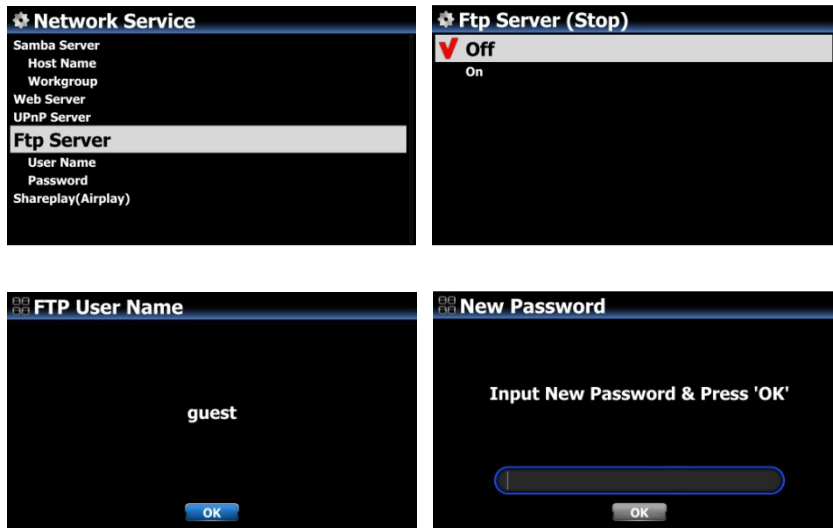 Network Service
Samba Server
Host Name
Workgroup
Web Server
UPnP Server
Ftp Server
User Name
Password
Shareplay(Airplay)
Ftp Server (Stop)
Off
On
FTP User Name
guest
OK
New Password
Input New Password & Press 'OK'
OK